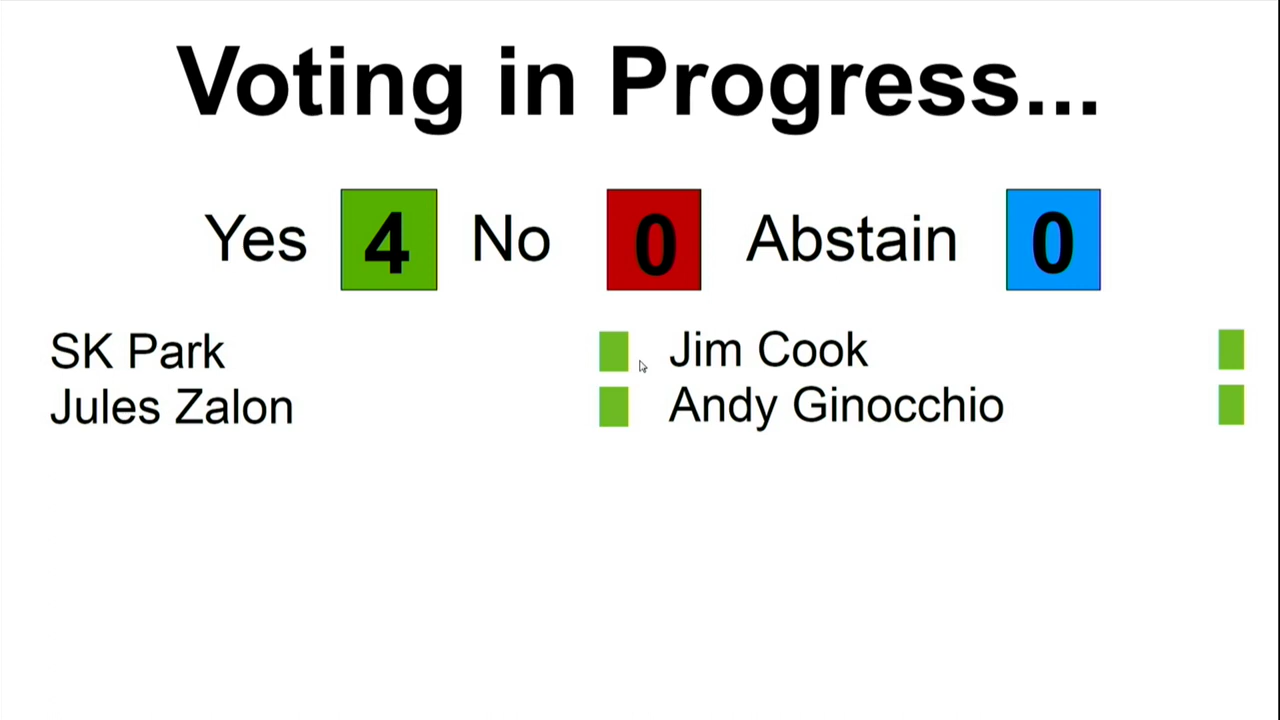 Voting in Progress...
Yes 4 No 0 Abstain 0
SK Park Jim Cook
Jules Zalon Andy Ginocchio